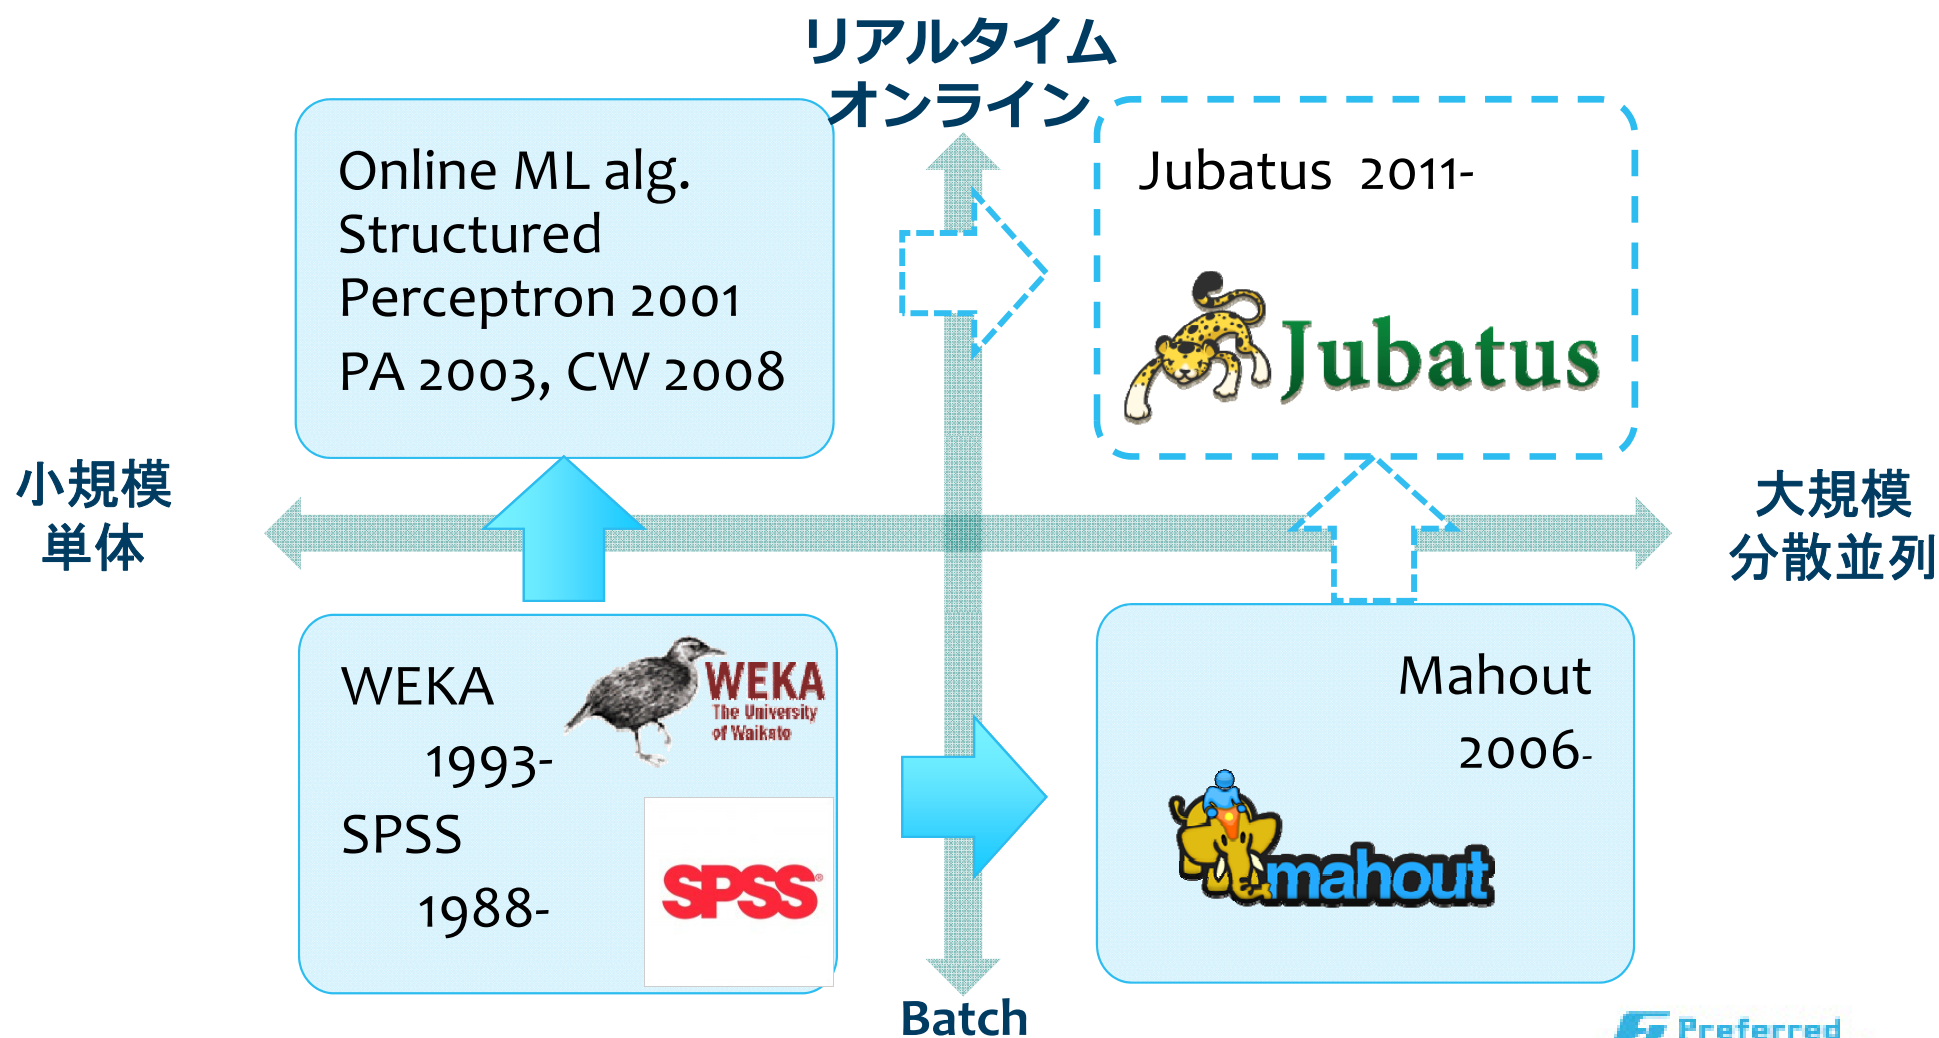 リアルタイム
オンライン
Online ML alg.
Structured
Perceptron 2001
PA 2003, CW 2008
Jubatus 2011-
Jubatus
小規模
単体
大規模
分散並列
WEKA
1993-
SPSS
1988-
WEKA
The University
of Waikato
SPSS®
Mahout
2006-
mahout
Batch
Preferred